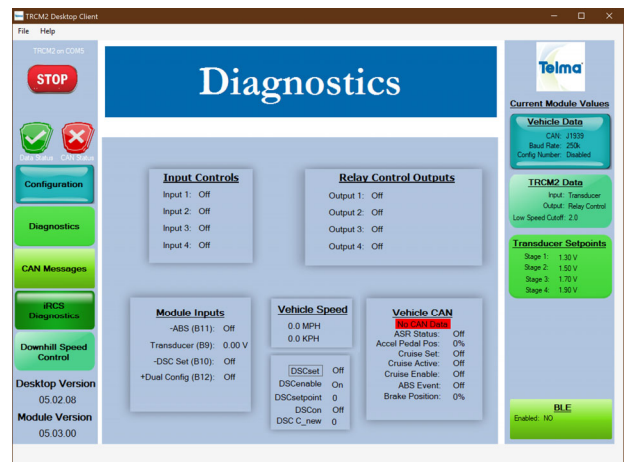 TRCM2 Desktop Client
File Help
TRCM2 on COM5
STOP
Data Status CAN Status
Configuration
Diagnostics
CAN Messages
iRCS
Diagnostics
Downhill Speed
Control
Desktop Version
05.02.08
Module Version
05.03.00
Diagnostics
Input Controls
Input 1: Off
Input 2: Off
Input 3: Off
Input 4: Off
Relay Control Outputs
Output 1: Off
Output 2: Off
Output 3: Off
Output 4: Off
Module Inputs
-ABS (B11): Off
Transducer (B9): 0.00 V
-DSC Set (B10): Off
+Dual Config (B12): Off
Vehicle Speed
0.0 MPH
0.0 KPH
DSCset Off
DSCenable On
DSCsetpoint 0
DSCon Off
DSC C_new 0
Vehicle CAN
No CAN Data
ASR Status: Off
Accel Pedal Pos: 0%
Cruise Set: Off
Cruise Active: Off
Cruise Enable: Off
ABS Event: Off
Brake Position: 0%
Telma
Current Module Values
Vehicle Data
CAN: J1939
Baud Rate: 250k
Config Number: Disabled
TRCM2 Data
Input: Transducer
Output: Relay Control
Low Speed Cutoff: 2.0
Transducer Setpoints
Stage 1: 1.30 V
Stage 2: 1.50 V
Stage 3: 1.70 V
Stage 4: 1.90 V
BLE
Enabled: NO